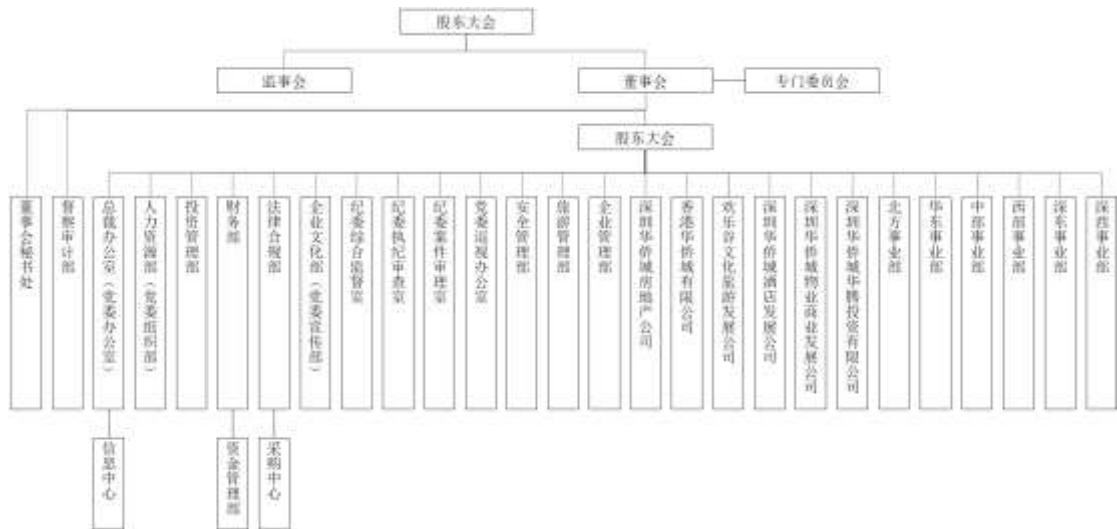 股东大会
监事会
董事会
专门委员会
股东大会
董事会秘书处
督察审计部
总裁办公室（党委办公室）
人力资源部（党委组织部）
投资管理部
财务部
法律合规部
企业文化部（党委宣传部）
纪委综合监督室
纪委执纪审查室
纪委案件审理室
党委巡视办公室
安全管理部
旅游管理部
企业管理部
深圳华侨城房地产公司
香港华侨城有限公司
欢乐谷文化旅游发展公司
深圳华侨城酒店发展公司
深圳华侨城物业商业发展公司
深圳华侨城华腾投资有限公司
北方事业部
华东事业部
中部事业部
西部事业部
深东事业部
深西事业部
信息中心
资金管理部
采购中心